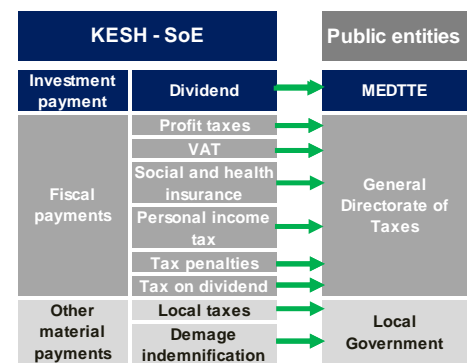 KESH - SoE
Public entities
Investment
payment
Dividend
MEDTTE
Fiscal
payments
Profit taxes
VAT
Social and health
insurance
Personal income
tax
Tax penalties
Tax on dividend
General
Directorate of
Taxes
Other
material
payments
Local taxes
Demage
indemnification
Local
Government